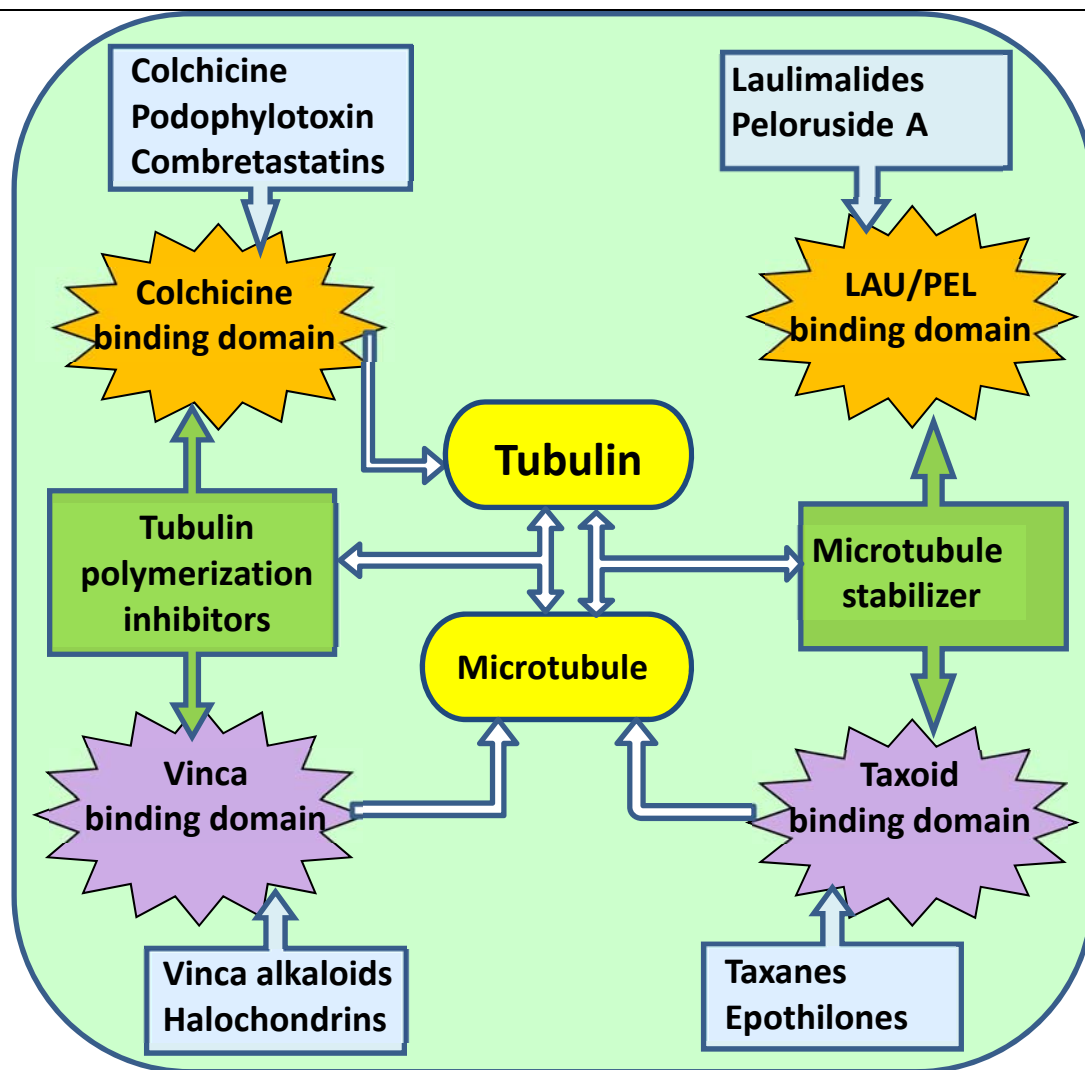 Colchicine
Podophylotoxin
Combretastatins
Laulimalides
Peloruside A
Colchicine
binding domain
LAU/PEL
binding domain
Tubulin
Tubulin
polymerization
inhibitors
Microtubule
stabilizer
Microtubule
Vinca
binding domain
Taxoid
binding domain
Vinca alkaloids
Halochondrins
Taxanes
Epothilones